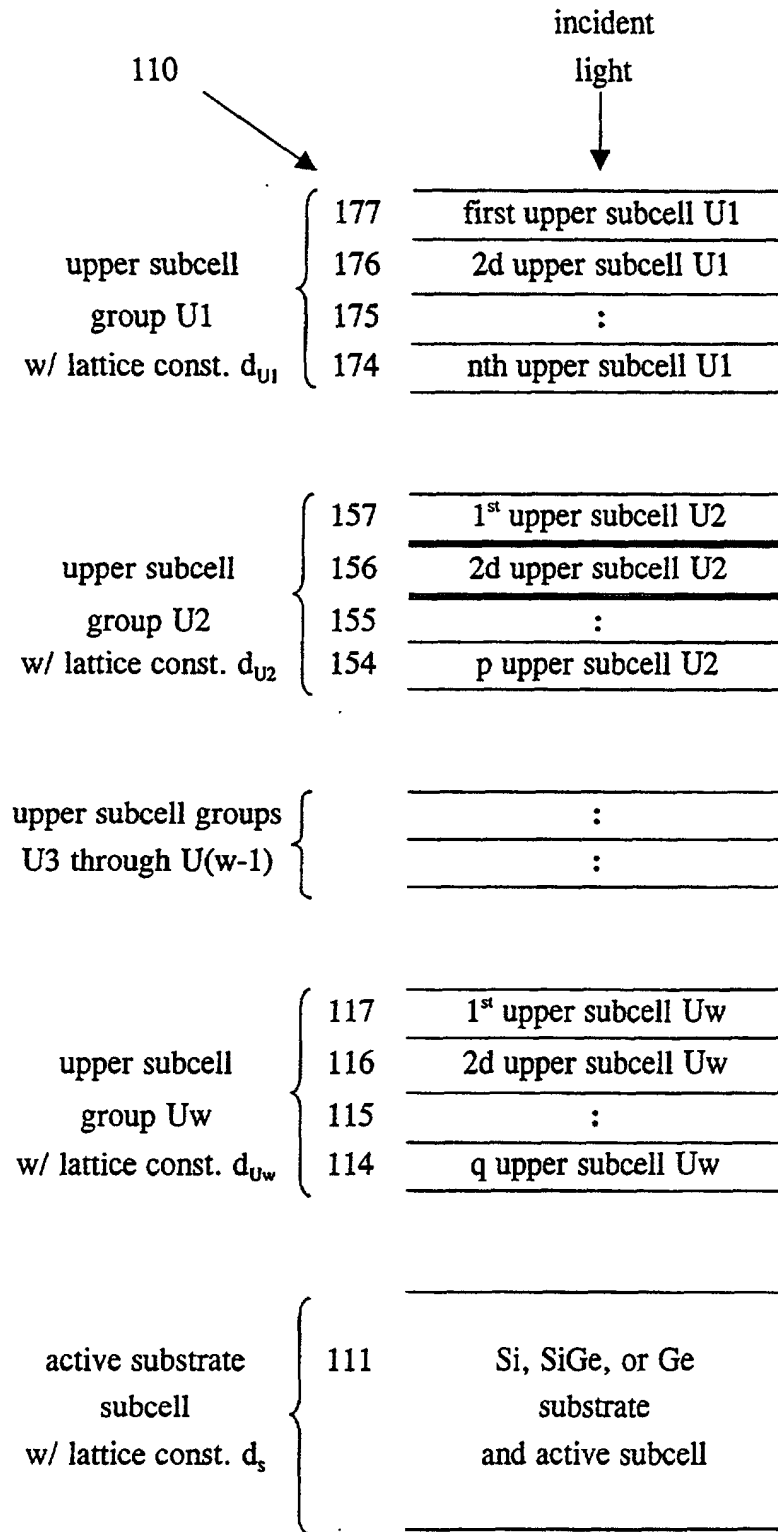 incident
110 light
177 first upper subcell U1
upper subcell 176 2d upper subcell U1
group U1 175 :
w/ lattice const. d_U1 174 nth upper subcell U1
157 1st upper subcell U2
upper subcell 156 2d upper subcell U2
group U2 155 :
w/ lattice const. d_U2 154 p upper subcell U2
upper subcell groups :
U3 through U(w-1) :
117 1st upper subcell Uw
upper subcell 116 2d upper subcell Uw
group Uw 115 :
w/ lattice const. d_Uw 114 q upper subcell Uw
active substrate 111 Si, SiGe, or Ge
subcell substrate
w/ lattice const. d_s and active subcell